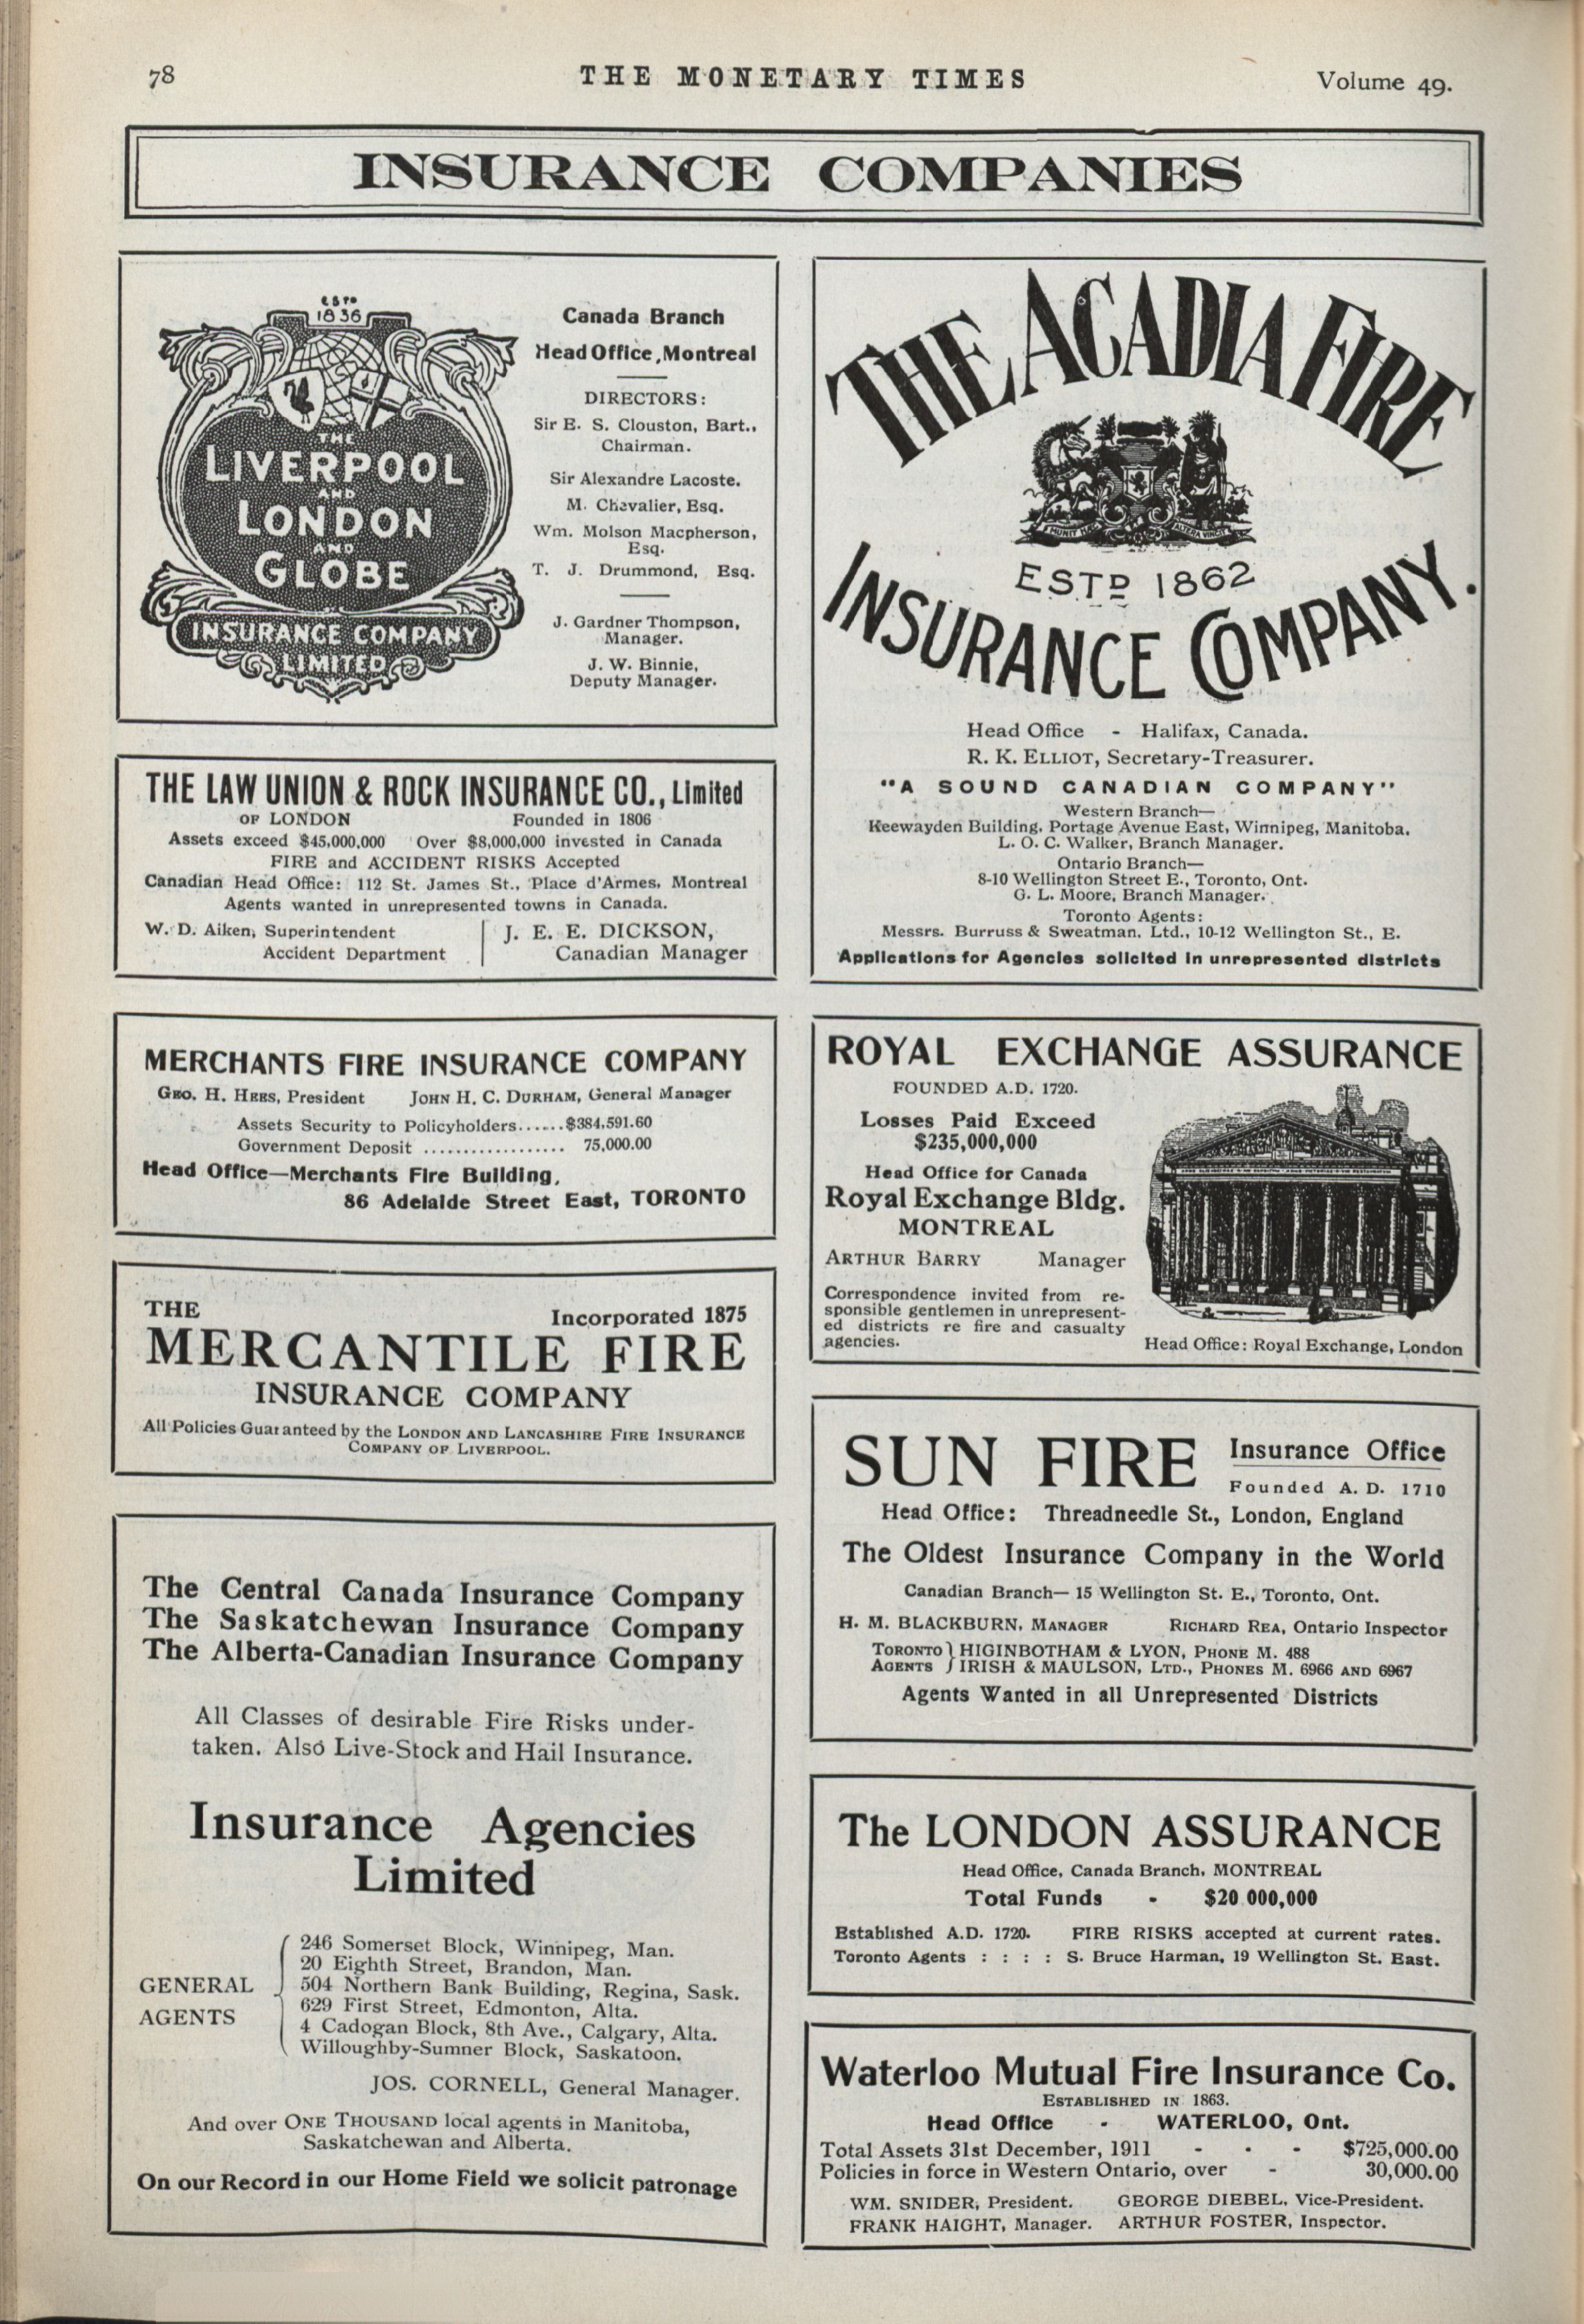 78
THE MONETARY TIMES
Volume 49.
INSURANCE COMPANIES
ESTD
1836
THE
LIVERPOOL
AND
LONDON
AND
GLOBE
INSURANCE COMPANY
LIMITED
Canada Branch
Head Office, Montreal
DIRECTORS:
Sir E. S. Clouston, Bart.,
Chairman.
Sir Alexandre Lacoste.
M. Chevalier, Esq.
Wm. Molson Macpherson,
Esq.
T. J. Drummond, Esq.
J. Gardner Thompson,
Manager.
J. W. Binnie,
Deputy Manager.
THE LAW UNION & ROCK INSURANCE CO., Limited
OF LONDON Founded in 1806
Assets exceed $45,000,000 Over $8,000,000 invested in Canada
FIRE and ACCIDENT RISKS Accepted
Canadian Head Office: 112 St. James St., Place d'Armes, Montreal
Agents wanted in unrepresented towns in Canada.
W. D. Aiken, Superintendent
Accident Department
J. E. E. DICKSON,
Canadian Manager
MERCHANTS FIRE INSURANCE COMPANY
GEO. H. HEES, President JOHN H. C. DURHAM, General Manager
Assets Security to Policyholders......$384,591.60
Government Deposit .................. 75,000.00
Head Office—Merchants Fire Building,
86 Adelaide Street East, TORONTO
THE
Incorporated 1875
MERCANTILE FIRE
INSURANCE COMPANY
All Policies Guaranteed by the LONDON AND LANCASHIRE FIRE INSURANCE
COMPANY OF LIVERPOOL.
The Central Canada Insurance Company
The Saskatchewan Insurance Company
The Alberta-Canadian Insurance Company
All Classes of desirable Fire Risks under-
taken. Also Live-Stock and Hail Insurance.
Insurance Agencies
Limited
GENERAL
AGENTS
246 Somerset Block, Winnipeg, Man.
20 Eighth Street, Brandon, Man.
504 Northern Bank Building, Regina, Sask.
629 First Street, Edmonton, Alta.
4 Cadogan Block, 8th Ave., Calgary, Alta.
Willoughby-Sumner Block, Saskatoon.
JOS. CORNELL, General Manager.
And over ONE THOUSAND local agents in Manitoba,
Saskatchewan and Alberta.
On our Record in our Home Field we solicit patronage
THE ACADIA FIRE
MUNIT HÆC ALTERA VINCIT
ESTD 1862
INSURANCE COMPANY.
Head Office - Halifax, Canada.
R. K. ELLIOT, Secretary-Treasurer.
"A SOUND CANADIAN COMPANY"
Western Branch—
Keewayden Building, Portage Avenue East, Winnipeg, Manitoba.
L. O. C. Walker, Branch Manager.
Ontario Branch—
8-10 Wellington Street E., Toronto, Ont.
G. L. Moore, Branch Manager.
Toronto Agents:
Messrs. Burruss & Sweatman, Ltd., 10-12 Wellington St., E.
Applications for Agencies solicited in unrepresented districts
ROYAL EXCHANGE ASSURANCE
FOUNDED A.D. 1720.
Losses Paid Exceed
$235,000,000
Head Office for Canada
Royal Exchange Bldg.
MONTREAL
ARTHUR BARRY Manager
Correspondence invited from re-
sponsible gentlemen in unrepresent-
ed districts re fire and casualty
agencies.
Head Office: Royal Exchange, London
SUN FIRE
Insurance Office
Founded A. D. 1710
Head Office: Threadneedle St., London, England
The Oldest Insurance Company in the World
Canadian Branch— 15 Wellington St. E., Toronto, Ont.
H. M. BLACKBURN, MANAGER RICHARD REA, Ontario Inspector
TORONTO } HIGINBOTHAM & LYON, PHONE M. 488
AGENTS } IRISH & MAULSON, LTD., PHONES M. 6966 AND 6967
Agents Wanted in all Unrepresented Districts
The LONDON ASSURANCE
Head Office, Canada Branch, MONTREAL
Total Funds - $20 000,000
Established A.D. 1720. FIRE RISKS accepted at current rates.
Toronto Agents : : : : S. Bruce Harman, 19 Wellington St. East.
Waterloo Mutual Fire Insurance Co.
ESTABLISHED IN 1863.
Head Office - WATERLOO, Ont.
Total Assets 31st December, 1911 - - - $725,000.00
Policies in force in Western Ontario, over - 30,000.00
WM. SNIDER, President. GEORGE DIEBEL, Vice-President.
FRANK HAIGHT, Manager. ARTHUR FOSTER, Inspector.